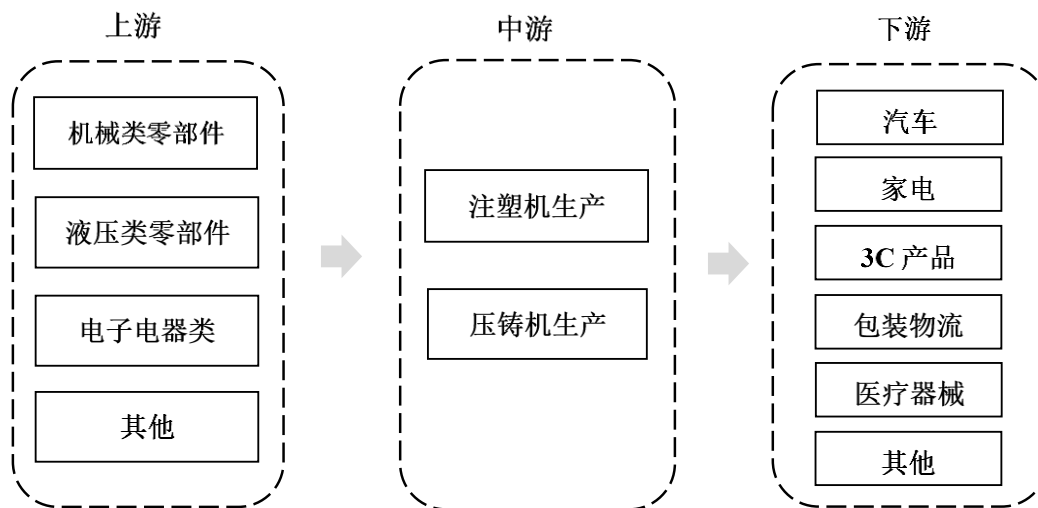 上游
机械类零部件
液压类零部件
电子电器类
其他
中游
注塑机生产
压铸机生产
下游
汽车
家电
3C 产品
包装物流
医疗器械
其他